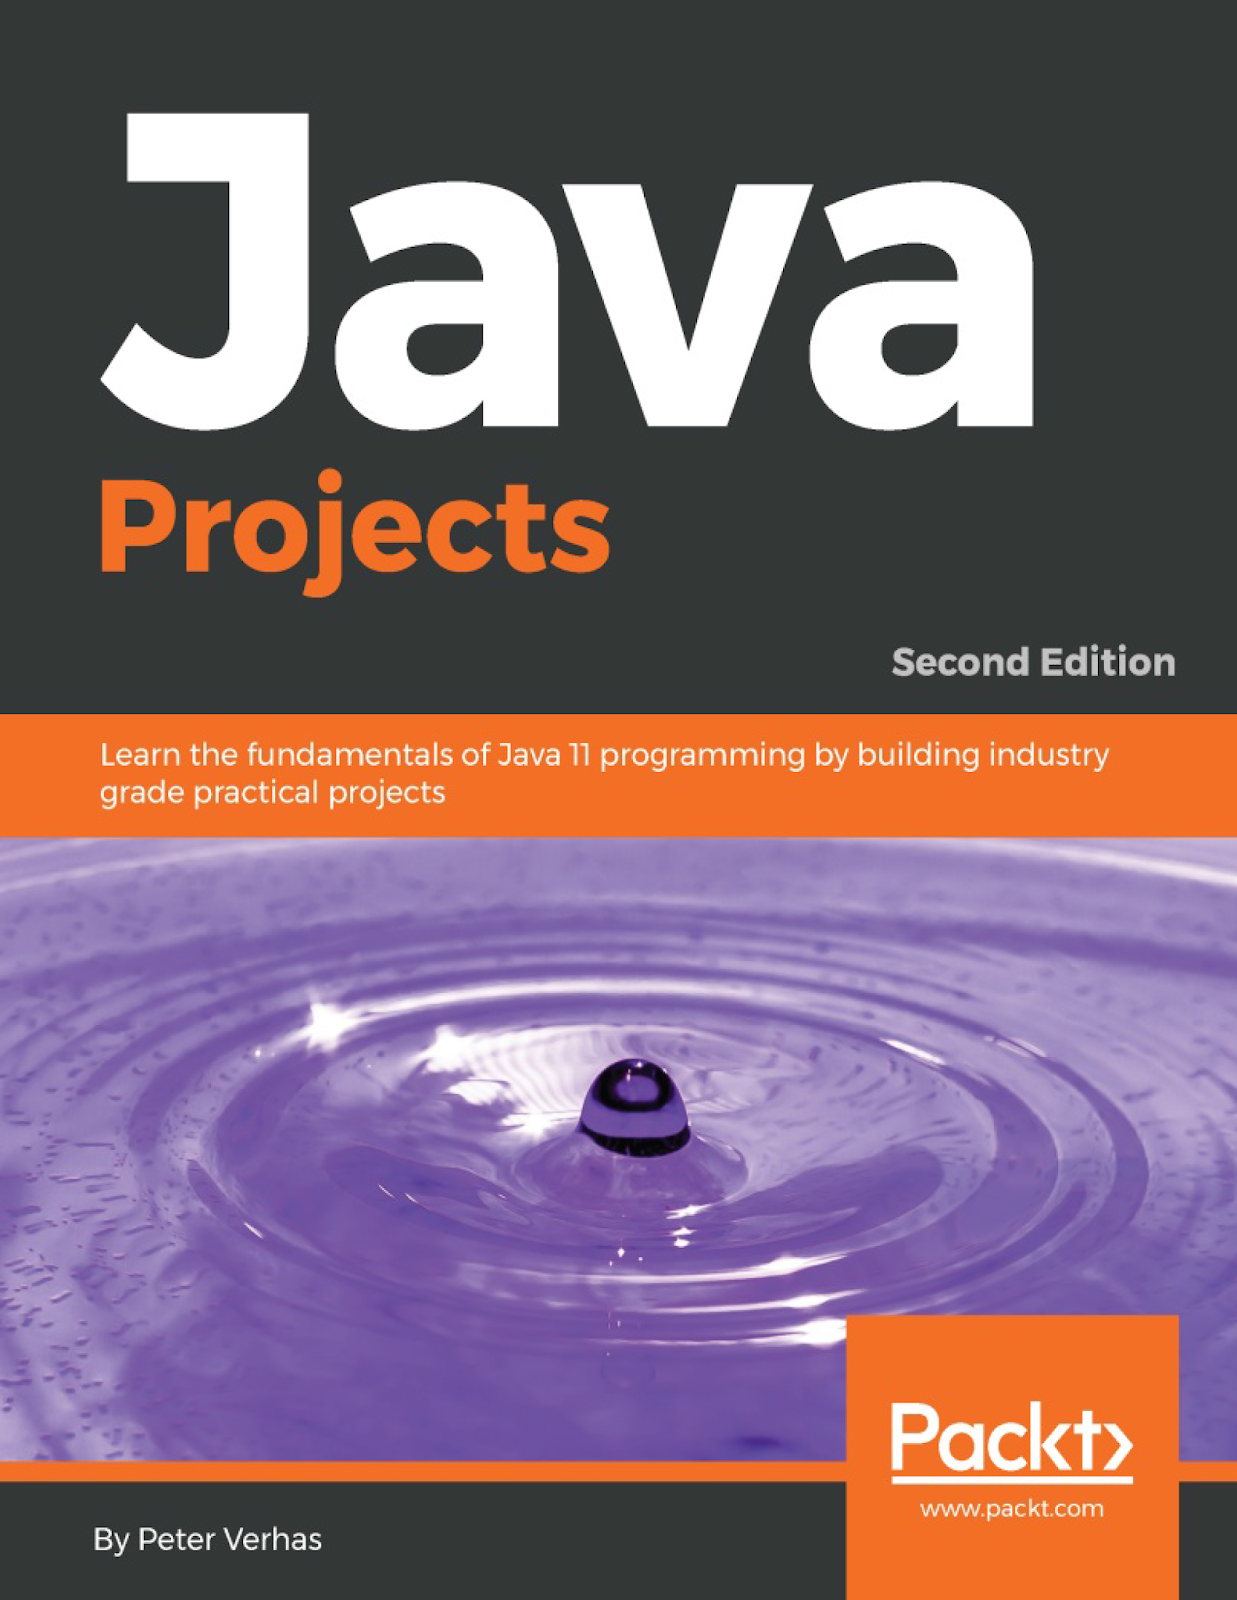 Java
Projects
Second Edition
Learn the fundamentals of Java 11 programming by building industry
grade practical projects
Packt>
www.packt.com
By Peter Verhas